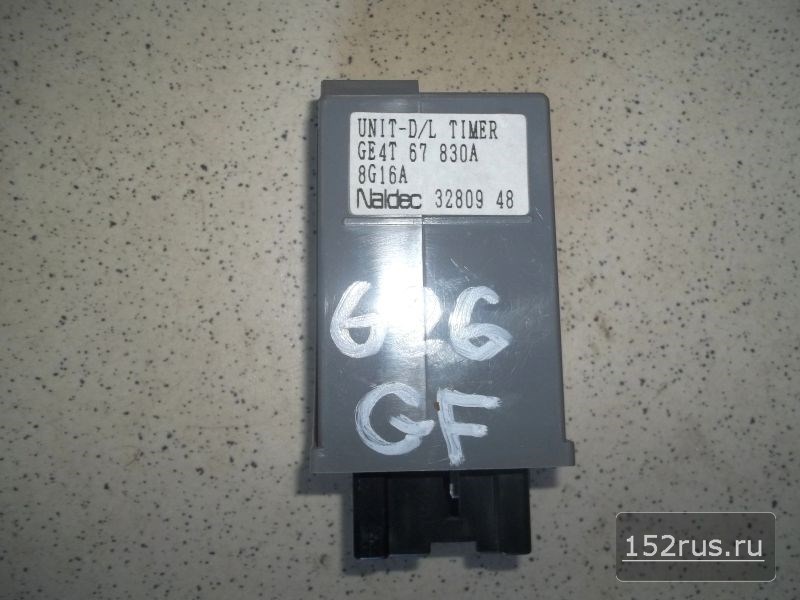 UNIT-D/L TIMER
GE4T 67 830A
8G16A
Naldec 32809 48
626
GF
152rus.ru